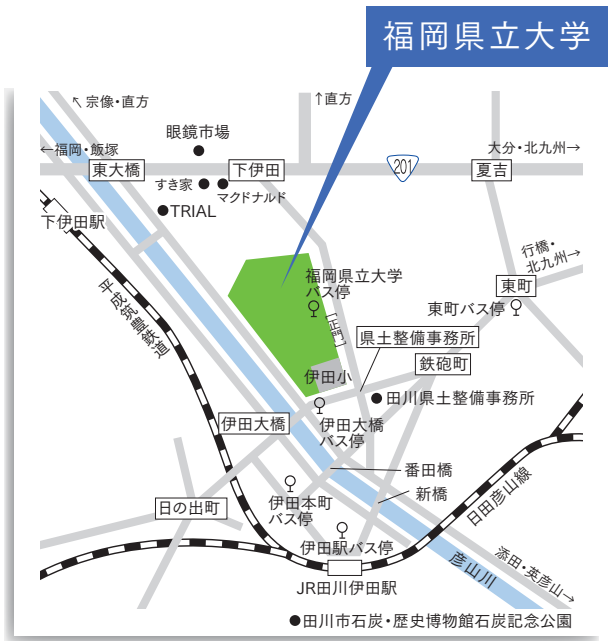 福岡県立大学
↖宗像・直方
↑直方
眼鏡市場
←福岡・飯塚
大分・北九州→
東大橋
下伊田
201
夏吉
すき家
マクドナルド
TRIAL
下伊田駅
行橋・
北九州→
福岡県立大学
バス停
東町
平成筑豊鉄道
[正門]
東町バス停
県土整備事務所
鉄砲町
伊田小
田川県土整備事務所
伊田大橋
伊田大橋
バス停
番田橋
新橋
日田彦山線
伊田本町
バス停
日の出町
伊田駅バス停
彦山川
添田・英彦山→
JR田川伊田駅
●田川市石炭・歴史博物館石炭記念公園